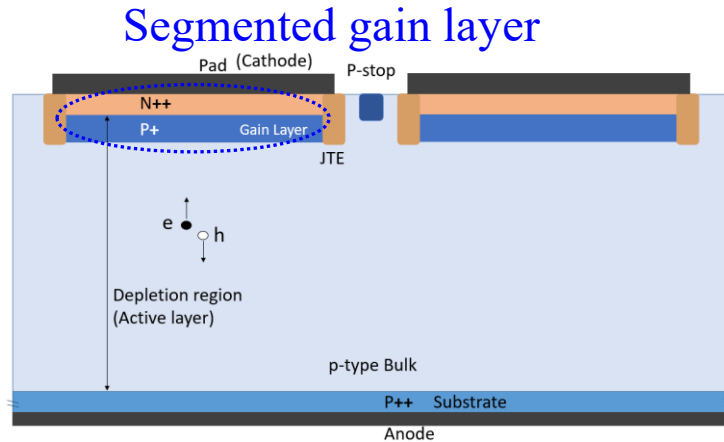 Segmented gain layer
Pad (Cathode)
P-stop
N++
P+ Gain Layer
JTE
e
h
Depletion region
(Active layer)
p-type Bulk
P++ Substrate
Anode